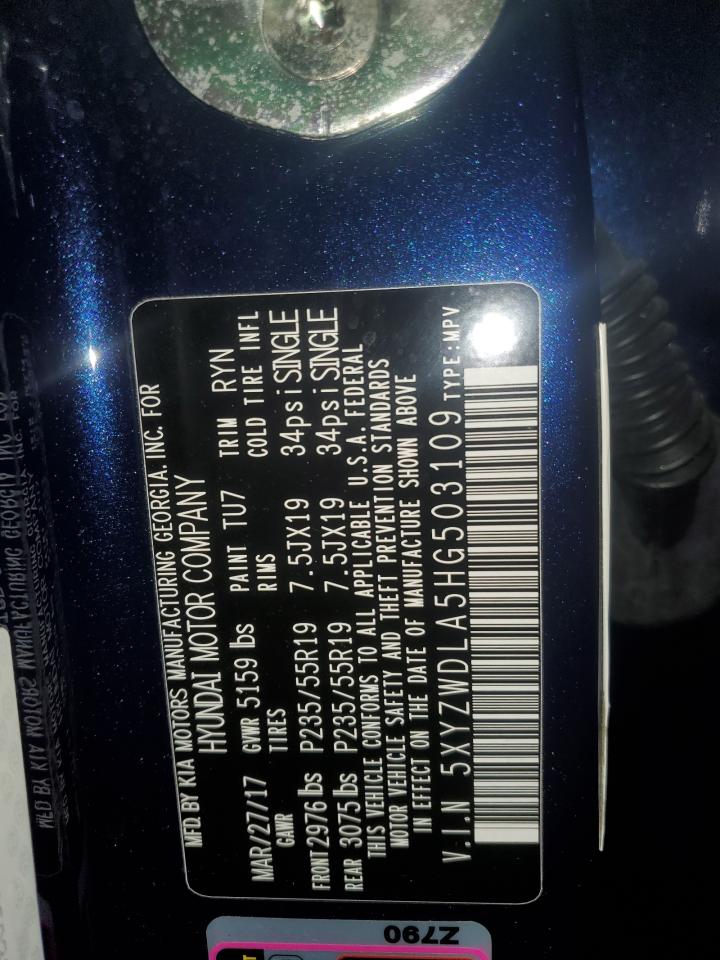 MFD. BY KIA MOTORS MANUFACTURING GEORGIA. INC. FOR
HYUNDAI MOTOR COMPANY
MAR/27/17 GVWR 5159 lbs PAINT TU7 TRIM RYN
GAWR TIRES RIMS COLD TIRE INFL
FRONT 2976 lbs P235/55R19 7.5JX19 34psi SINGLE
REAR 3075 lbs P235/55R19 7.5JX19 34psi SINGLE
THIS VEHICLE CONFORMS TO ALL APPLICABLE U.S.A. FEDERAL
MOTOR VEHICLE SAFETY AND THEFT PREVENTION STANDARDS
IN EFFECT ON THE DATE OF MANUFACTURE SHOWN ABOVE
V.I.N 5XYZWDLA5HG503109 TYPE:MPV
Z790